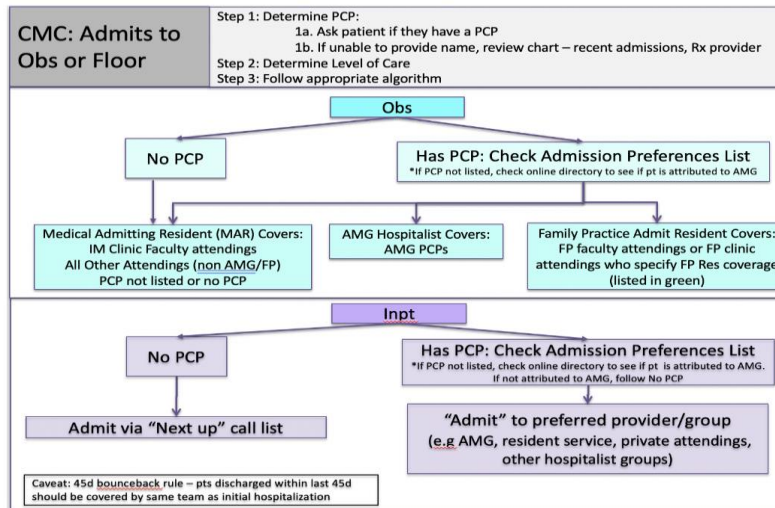 CMC: Admits to
Obs or Floor
Step 1: Determine PCP:
1a. Ask patient if they have a PCP
1b. If unable to provide name, review chart – recent admissions, Rx provider
Step 2: Determine Level of Care
Step 3: Follow appropriate algorithm
Obs
No PCP
Has PCP: Check Admission Preferences List
*If PCP not listed, check online directory to see if pt is attributed to AMG
Medical Admitting Resident (MAR) Covers:
IM Clinic Faculty attendings
All Other Attendings (non AMG/FP)
PCP not listed or no PCP
AMG Hospitalist Covers:
AMG PCPs
Family Practice Admit Resident Covers:
FP faculty attendings or FP clinic
attendings who specify FP Res coverage
(listed in green)
Inpt
No PCP
Has PCP: Check Admission Preferences List
*If PCP not listed, check online directory to see if pt is attributed to AMG.
If not attributed to AMG, follow No PCP
Admit via “Next up” call list
“Admit” to preferred provider/group
(e.g AMG, resident service, private attendings,
other hospitalist groups)
Caveat: 45d bounceback rule – pts discharged within last 45d
should be covered by same team as initial hospitalization